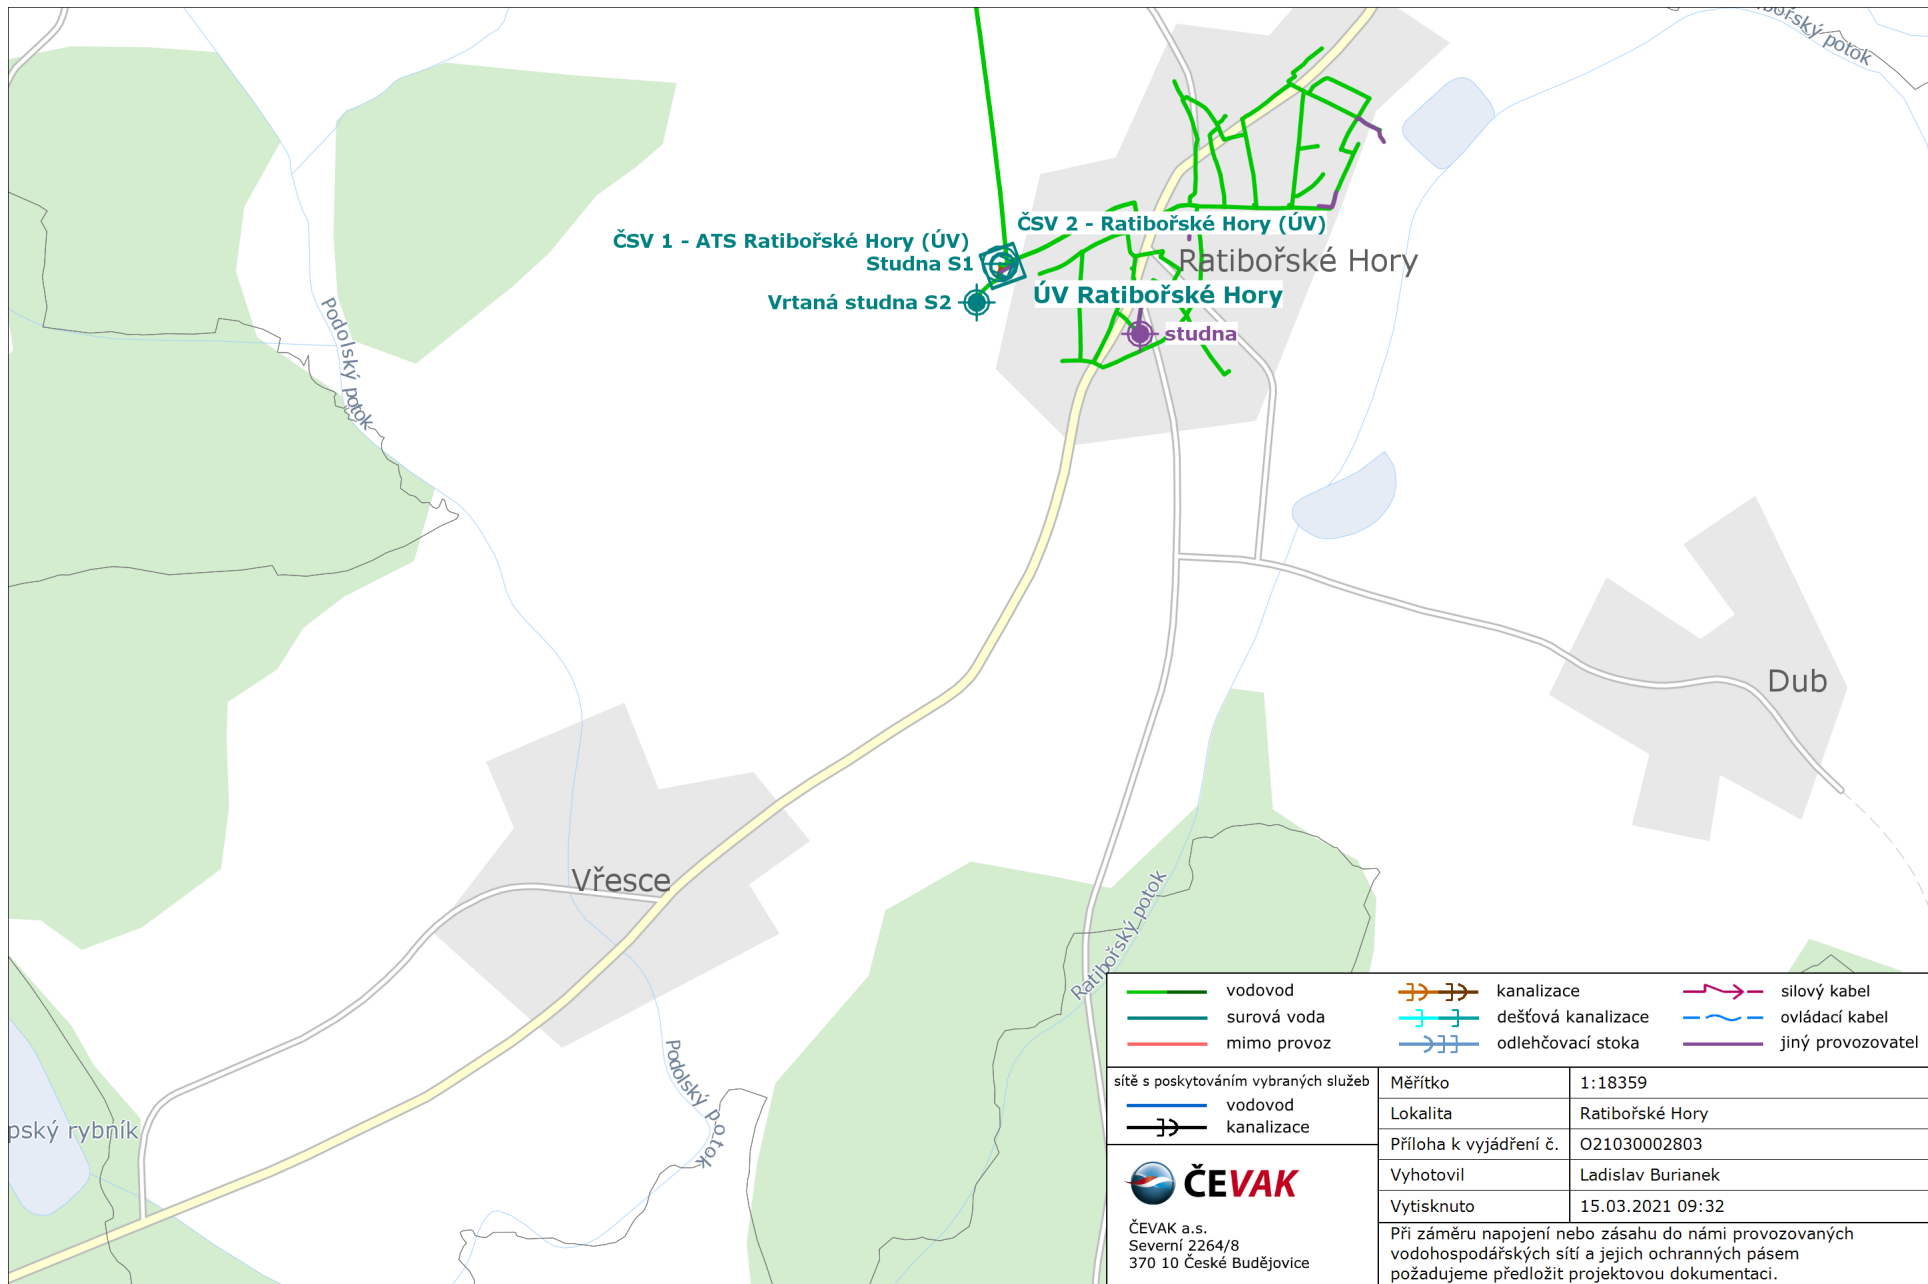 Ratibořský potok
ČSV 2 - Ratibořské Hory (ÚV)
ČSV 1 - ATS Ratibořské Hory (ÚV)
Studna S1
Ratibořské Hory
Vrtaná studna S2
ÚV Ratibořské Hory
studna
Podolský potok
Dub
Vřesce
Ratibořský potok
Podolský potok
pský rybník
vodovod
surová voda
mimo provoz
kanalizace
dešťová kanalizace
odlehčovací stoka
silový kabel
ovládací kabel
jiný provozovatel
sítě s poskytováním vybraných služeb
vodovod
kanalizace
ČEVAK
ČEVAK a.s.
Severní 2264/8
370 10 České Budějovice
Měřítko 1:18359
Lokalita Ratibořské Hory
Příloha k vyjádření č. O21030002803
Vyhotovil Ladislav Burianek
Vytisknuto 15.03.2021 09:32
Při záměru napojení nebo zásahu do námi provozovaných
vodohospodářských sítí a jejich ochranných pásem
požadujeme předložit projektovou dokumentaci.